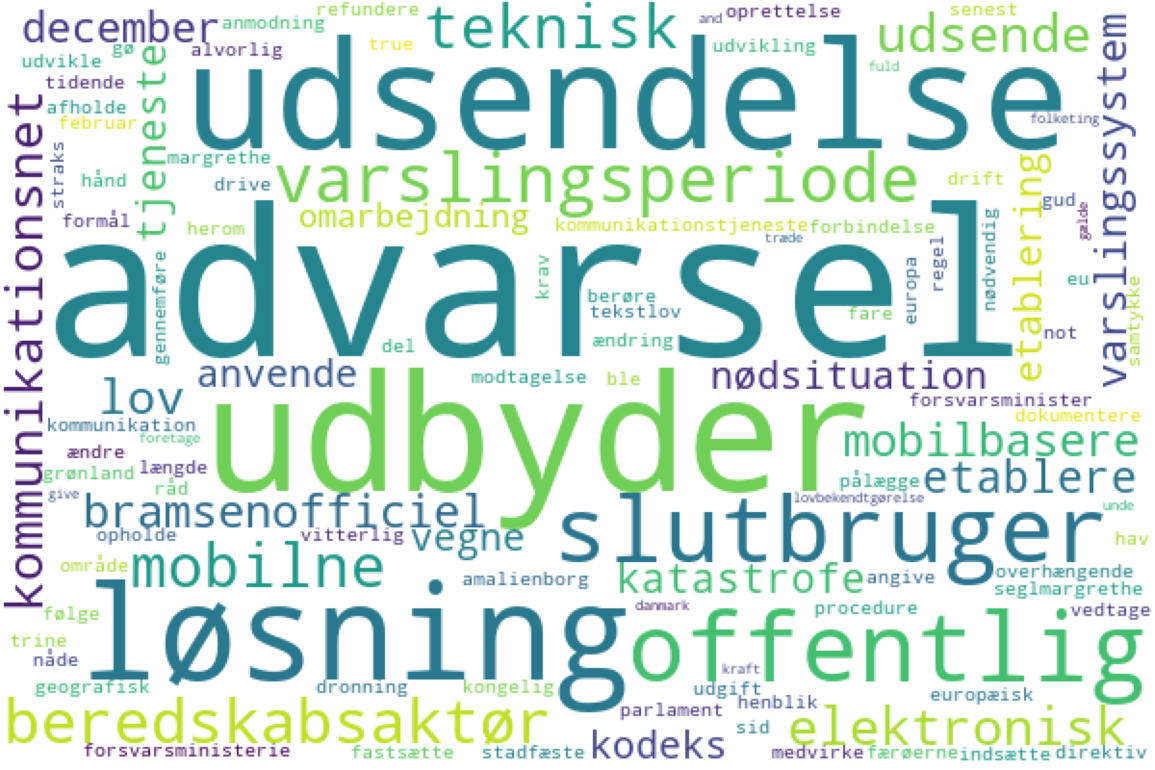 december
anmodning
refundere
teknisk
and
oprettelse
senest
udsende
gø
alvorlig
true
udvikling
udvikle
tidende
afholde
februar
tjeneste
udsendelse
fuld
folketing
varslingssystem
kommunikationsnet
straks
hånd
margrethe
drive
varslingsperiode
drift
etablering
gud
gælde
formål
herom
omarbejdning
kommunikationstjeneste
forbindelse
træde
nødvendig
regel
europa
eu
samtykke
gennemføre
advarsel
krav
berøre
tekstlov
ændring
fare
not
del
lov
anvende
modtagelse
ble
nødsituation
forsvarsminister
dokumentere
kommunikation
foretage
udbyder
mobilbasere
ændre
længde
grønland
råd
pålægge
etablere
give
bramsenofficiel
lovbekendtgørelse
unde
opholde
vitterlig
vegne
slutbruger
hav
område
mobilne
amalienborg
katastrofe
angive
overhængende
seglmargrethe
følge
løsning
danmark
procedure
vedtage
trine
nåde
offentlig
kraft
geografisk
dronning
kongelig
udgift
henblik
europæisk
beredskabsaktør
parlament
sid
elektronisk
forsvarsministerie
fastsætte
stadfæste
kodeks
medvirke
færøerne
indsætte
direktiv